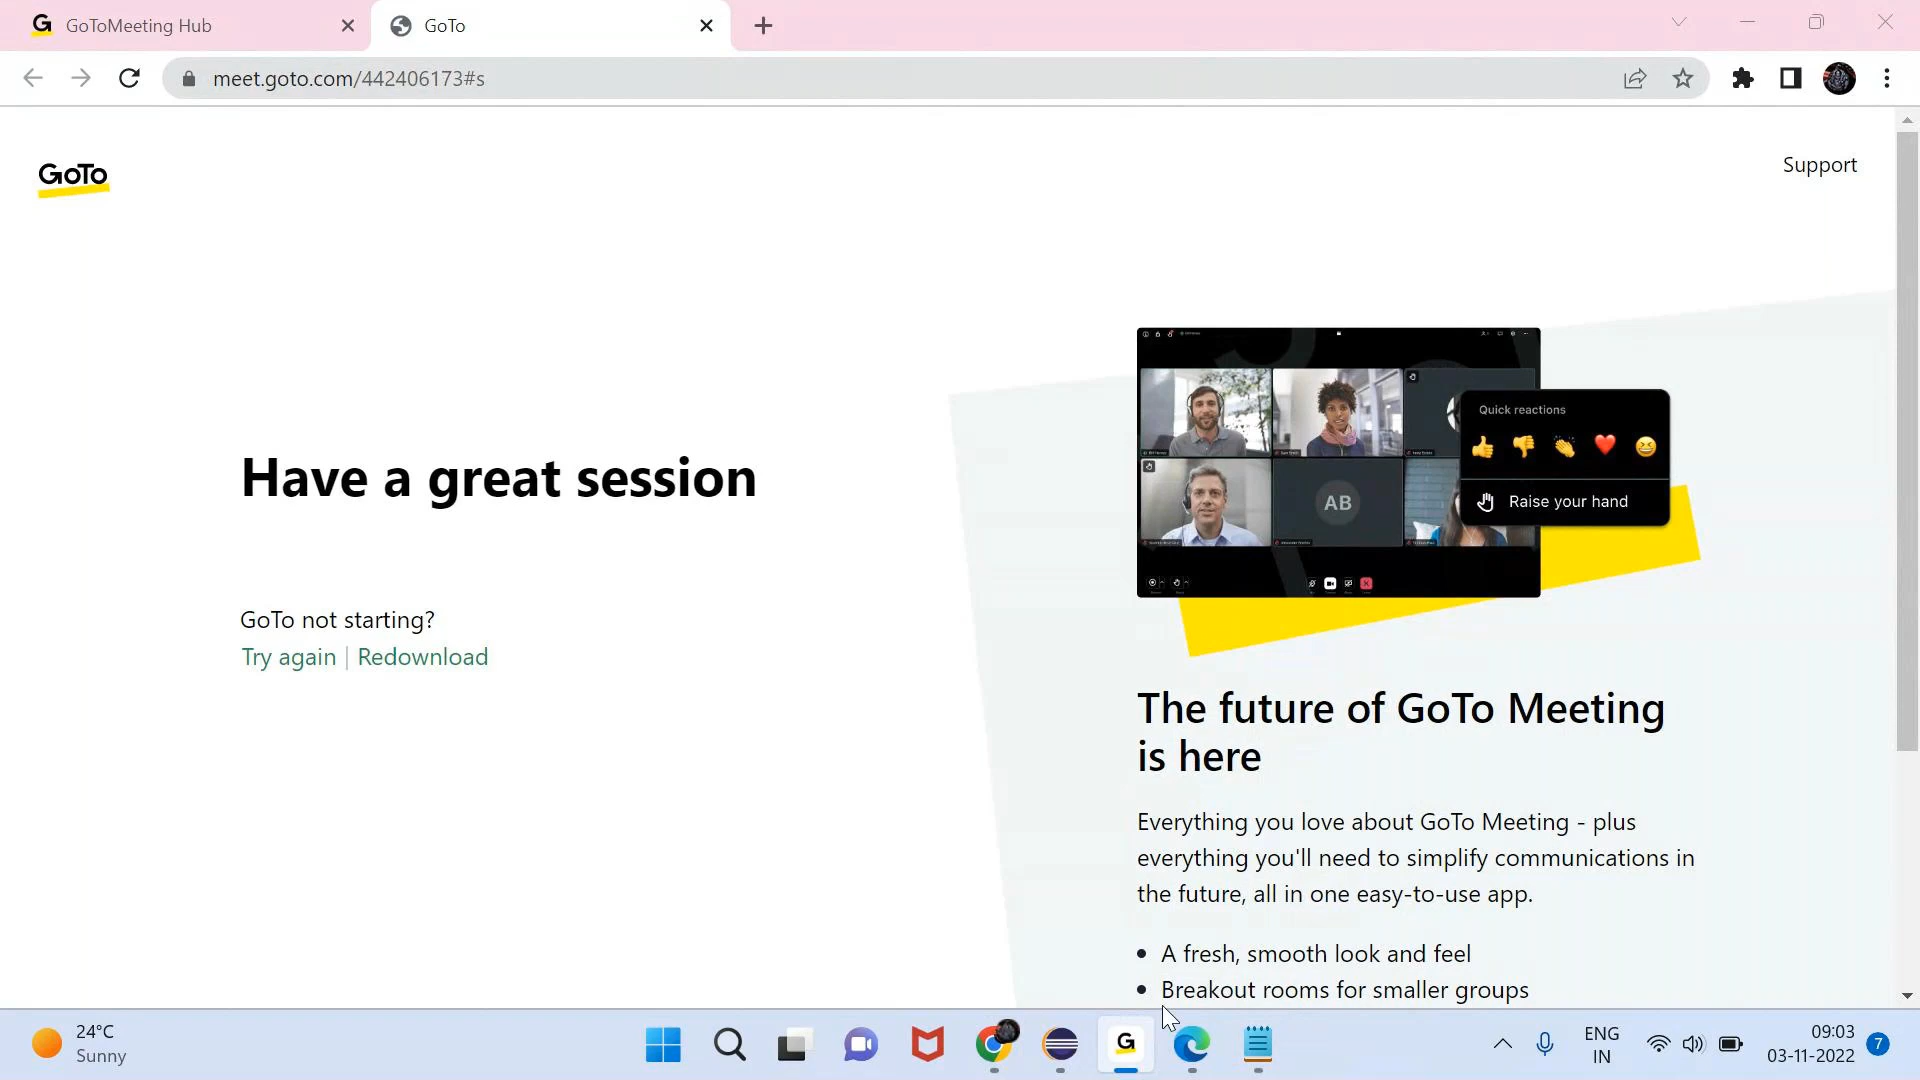 GoToMeeting Hub
GoTo
meet.goto.com/442406173#s
GoTo
Support
Quick reactions
AB
Raise your hand
Have a great session
GoTo not starting?
Try again | Redownload
The future of GoTo Meeting
is here
Everything you love about GoTo Meeting - plus
everything you'll need to simplify communications in
the future, all in one easy-to-use app.
• A fresh, smooth look and feel
• Breakout rooms for smaller groups
24°C
Sunny
ENG
IN
09:03
03-11-2022
7